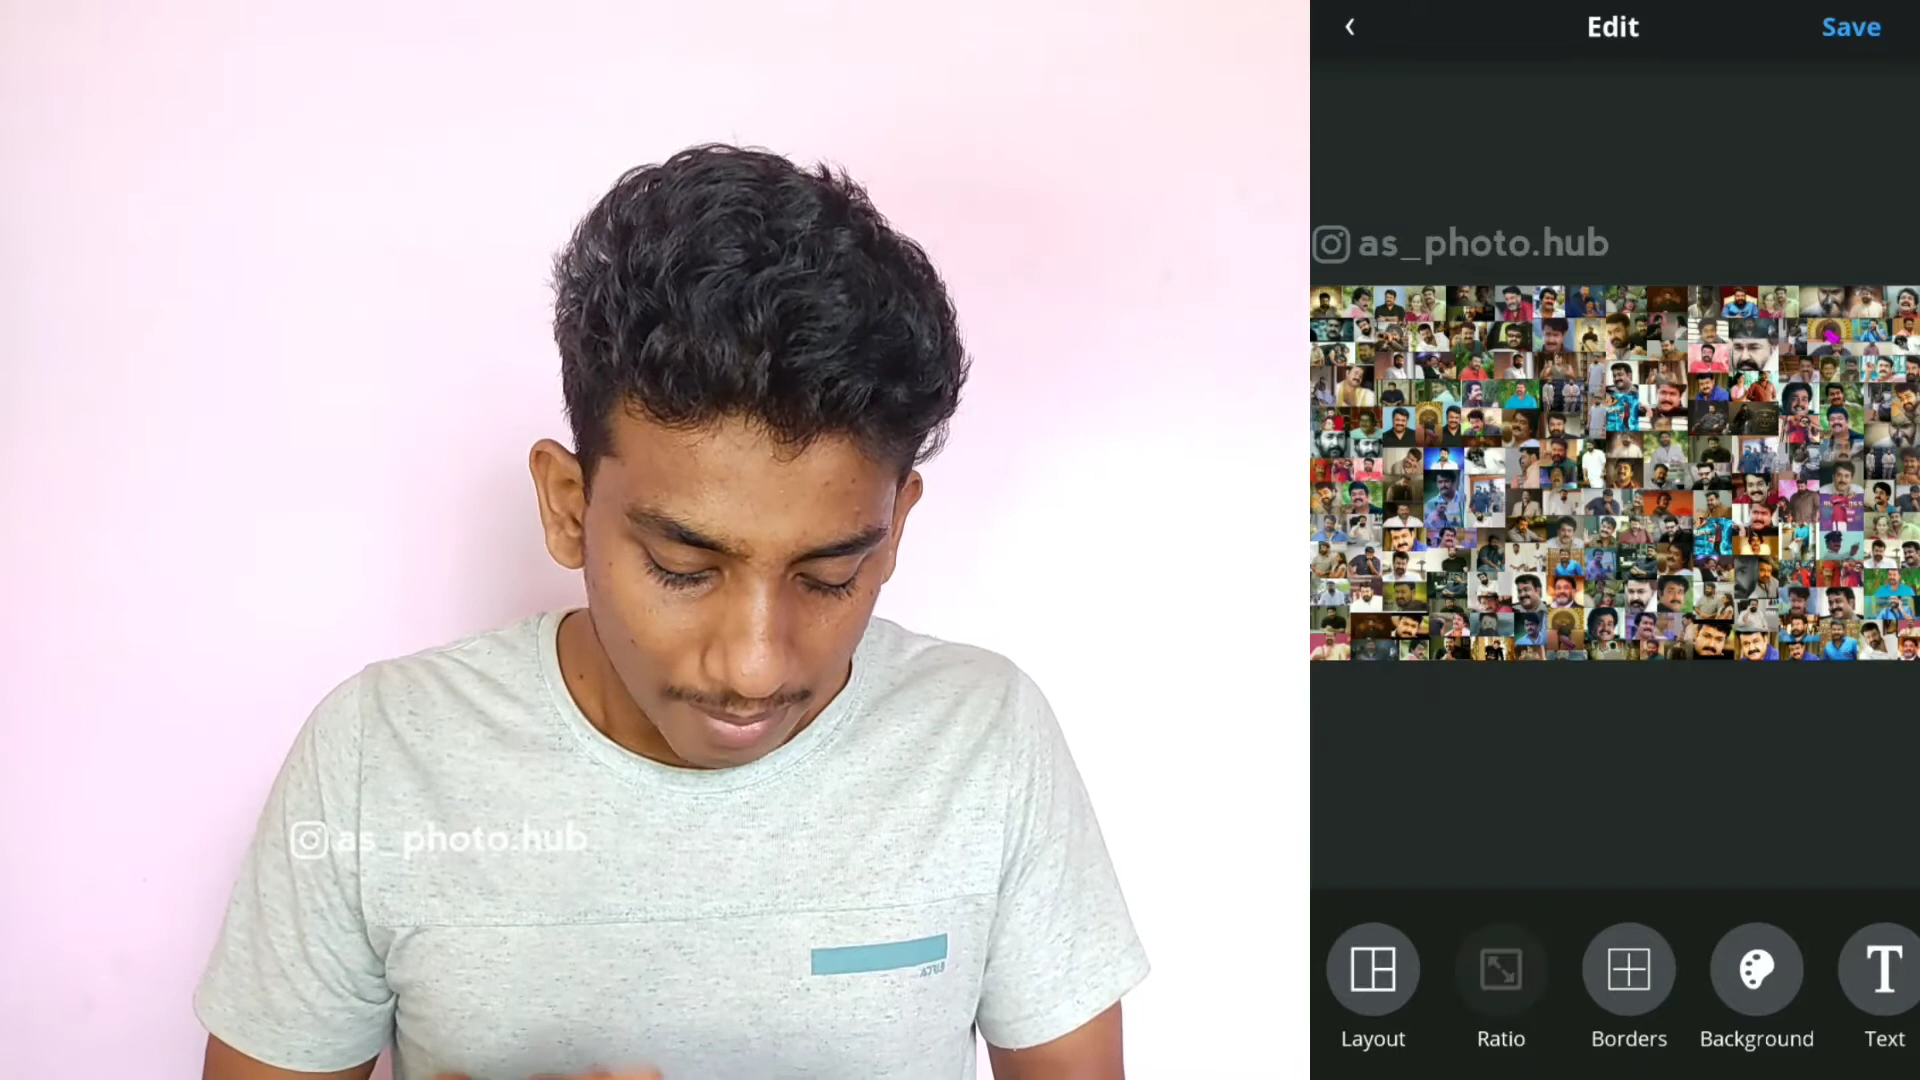 Edit
Save
as_photo.hub
as_photo.hub
Layout
Ratio
Borders
Background
Text